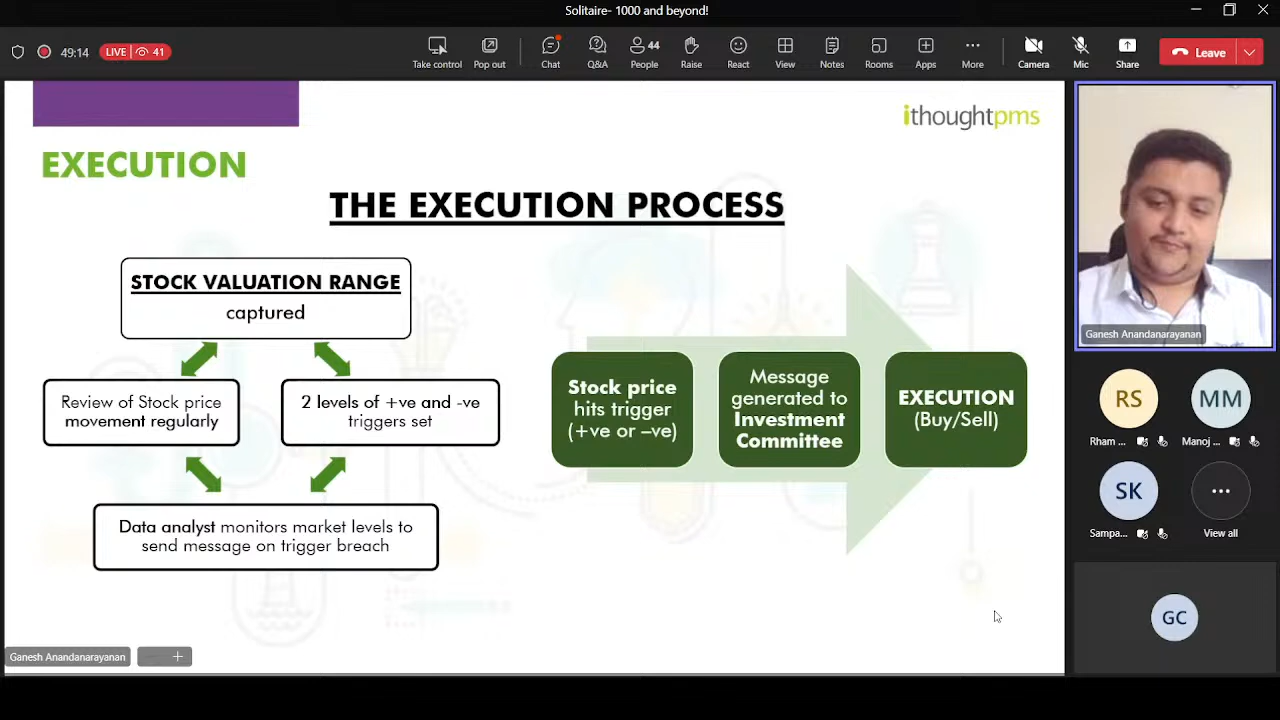 Solitaire- 1000 and beyond!
49:14
LIVE 41
Take control
Pop out
Chat
Q&A
44
People
Raise
React
View
Notes
Rooms
Apps
More
Camera
Mic
Share
Leave
ithoughtpms
EXECUTION
THE EXECUTION PROCESS
STOCK VALUATION RANGE
captured
Review of Stock price
movement regularly
2 levels of +ve and -ve
triggers set
Data analyst monitors market levels to
send message on trigger breach
Stock price
hits trigger
(+ve or –ve)
Message
generated to
Investment
Committee
EXECUTION
(Buy/Sell)
Ganesh Anandanarayanan
Ganesh Anandanarayanan
RS
MM
Rham ...
Manoj ...
SK
Sampa...
View all
GC